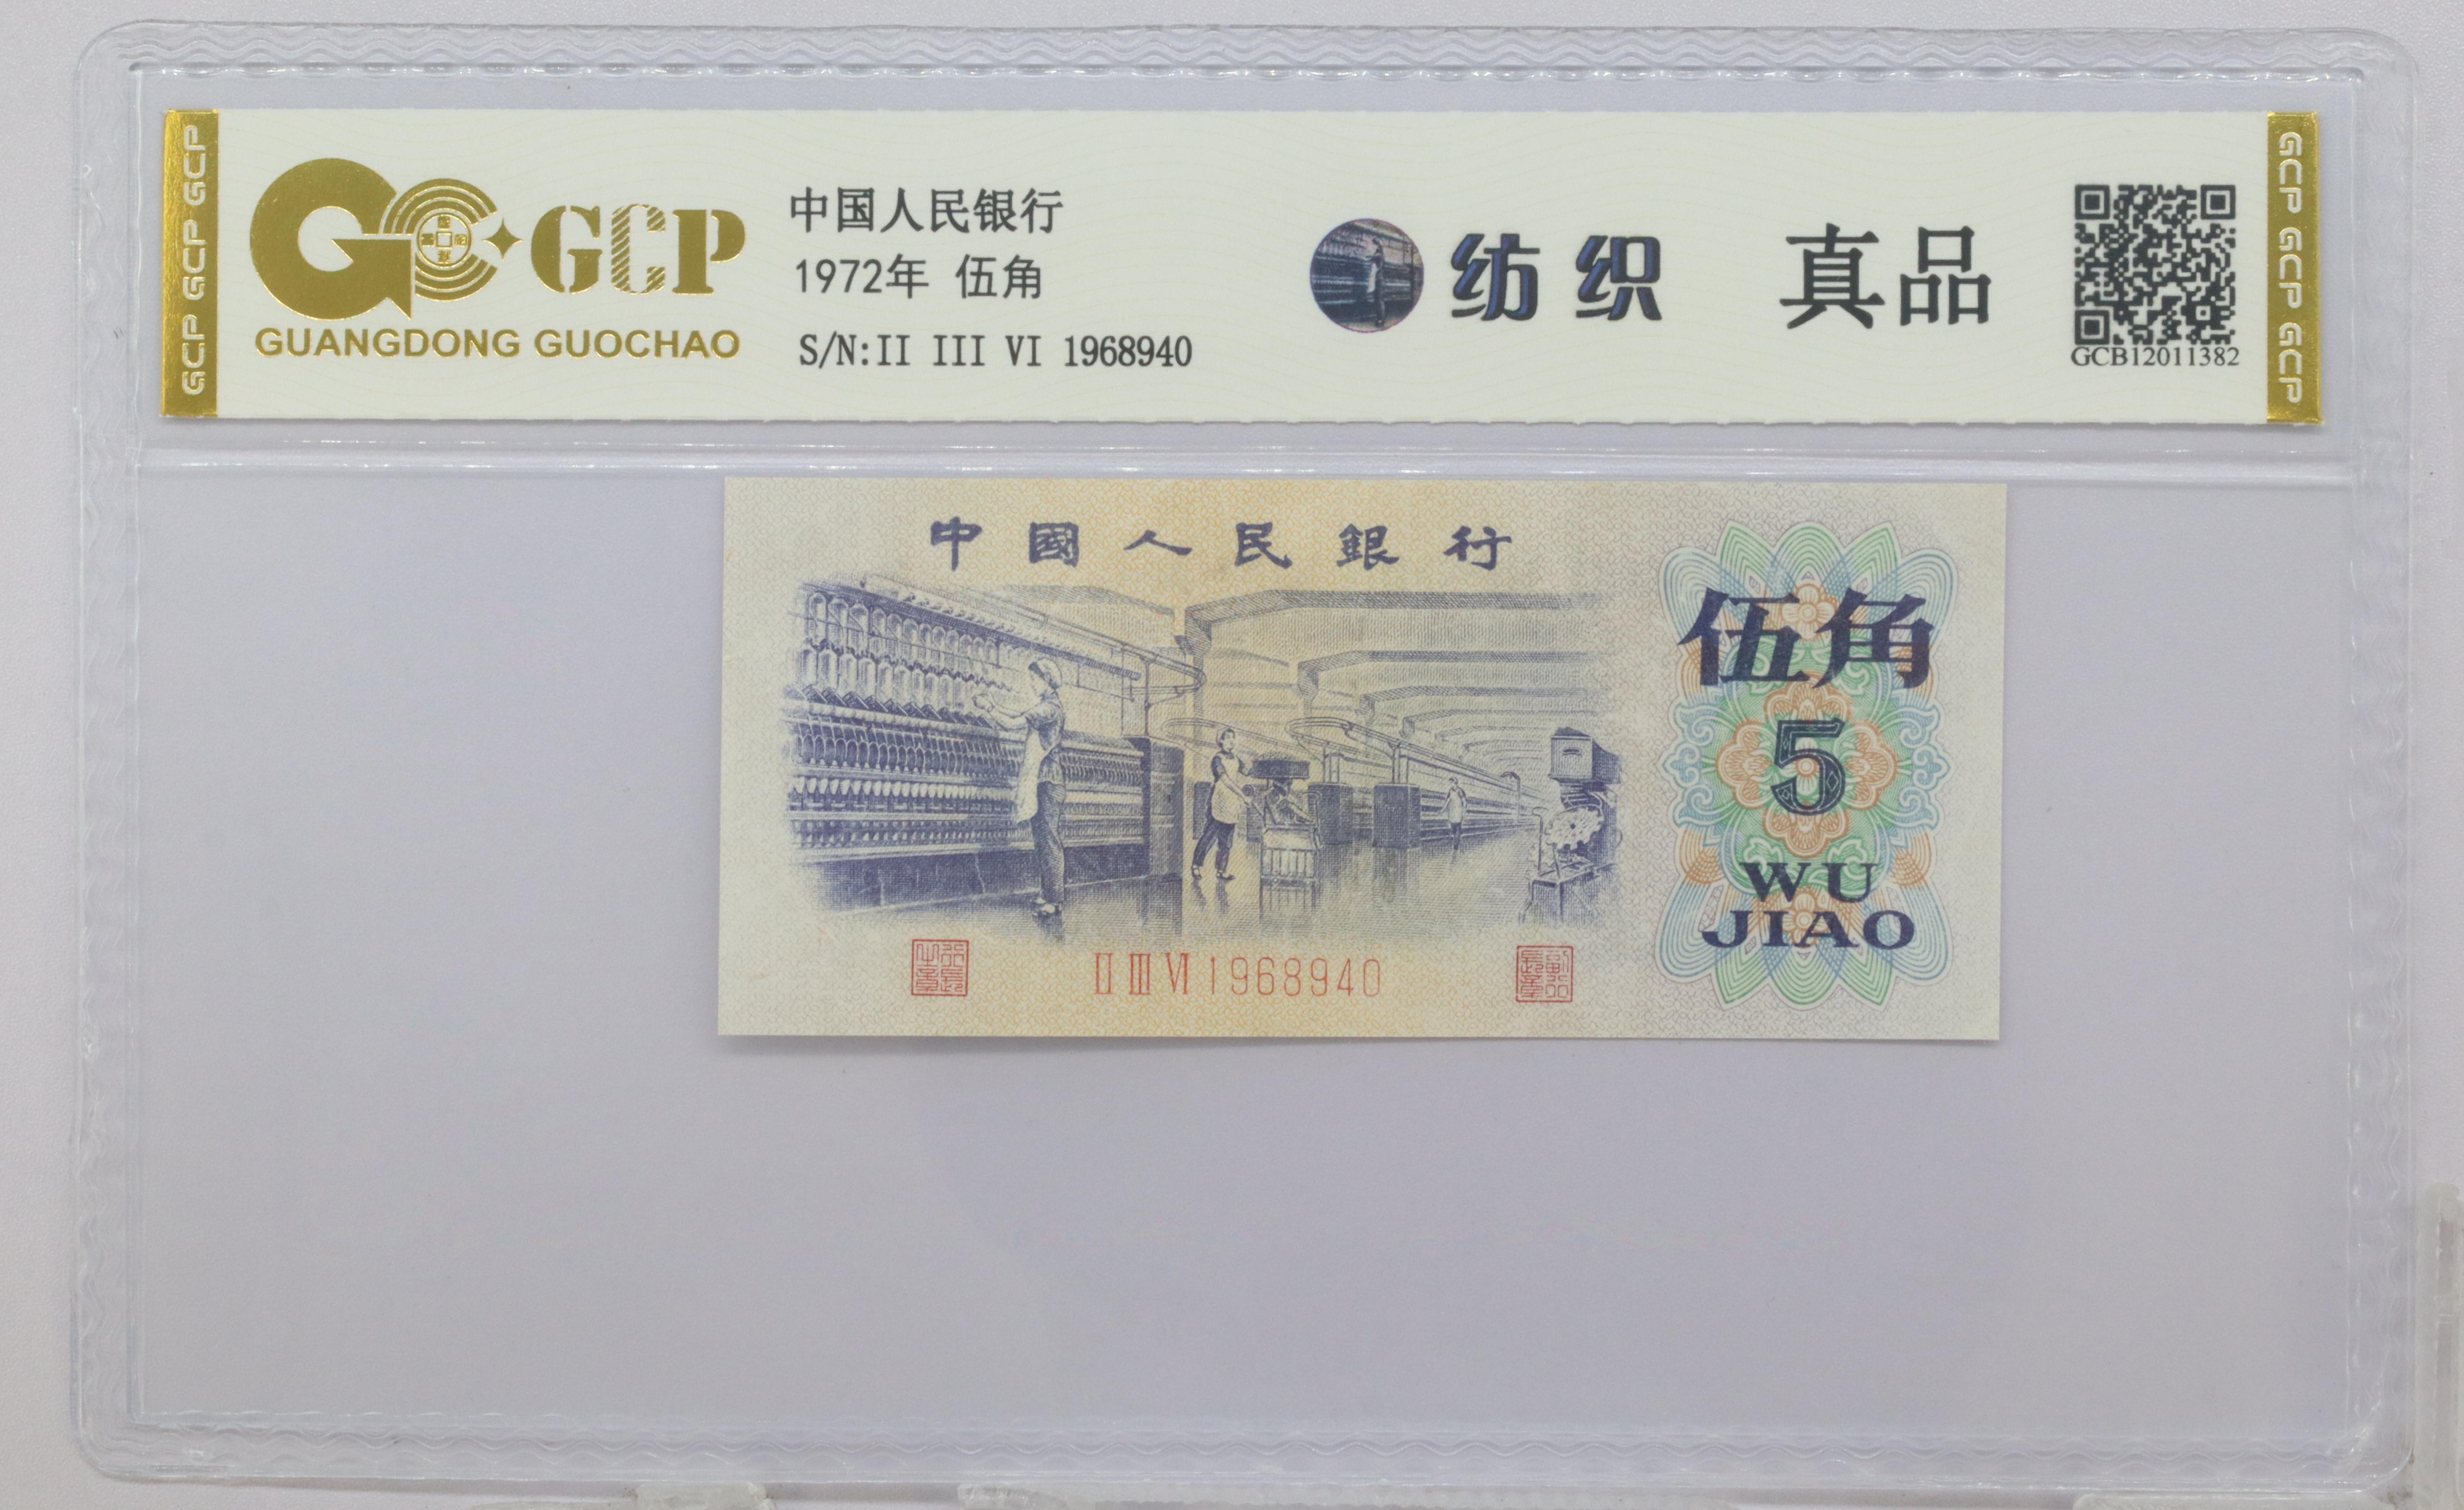 GCP GCP GCP
GCP
GUANGDONG GUOCHAO
中国人民银行
1972年 伍角
S/N:II III VI 1968940
纺织
真品
GCB12011382
GCP GCP GCP
中國人民銀行
伍角
5
WU
JIAO
II III VI 1968940